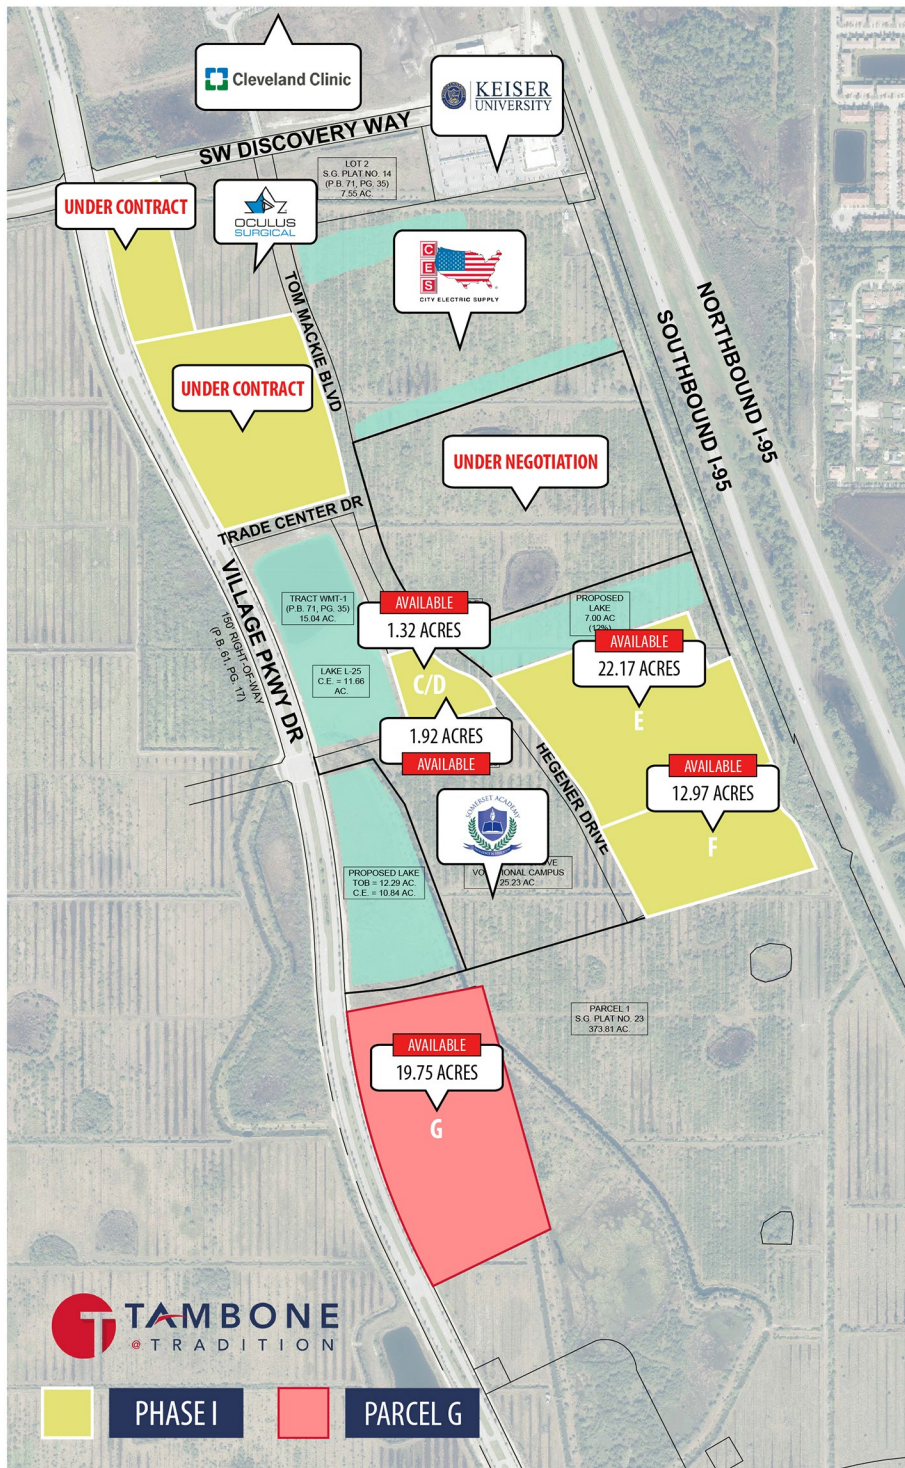 Cleveland Clinic
KEISER
UNIVERSITY
SW DISCOVERY WAY
LOT 2
S.G. PLAT NO. 14
(P.B. 71, PG. 35)
7.55 AC.
UNDER CONTRACT
OCULUS
SURGICAL
CES
CITY ELECTRIC SUPPLY
TOM MACKIE BLVD
NORTHBOUND I-95
SOUTHBOUND I-95
UNDER CONTRACT
UNDER NEGOTIATION
TRADE CENTER DR
VILLAGE PKWY DR
150' RIGHT-OF-WAY
(P.B. 61, PG. 17)
TRACT WMT-1
(P.B. 71, PG. 35)
15.04 AC.
LAKE L-25
C.E. = 11.66
AC.
AVAILABLE
1.32 ACRES
C/D
1.92 ACRES
AVAILABLE
PROPOSED
LAKE
7.00 AC
(12%)
AVAILABLE
22.17 ACRES
E
AVAILABLE
12.97 ACRES
F
HEGENER DRIVE
SOMERSET ACADEMY
CAMPUS
25.23 AC
PROPOSED LAKE
TOB = 12.29 AC.
C.E. = 10.84 AC.
PARCEL 1
S.G. PLAT NO. 23
373.81 AC.
AVAILABLE
19.75 ACRES
G
T TAMBONE
@ TRADITION
PHASE I
PARCEL G